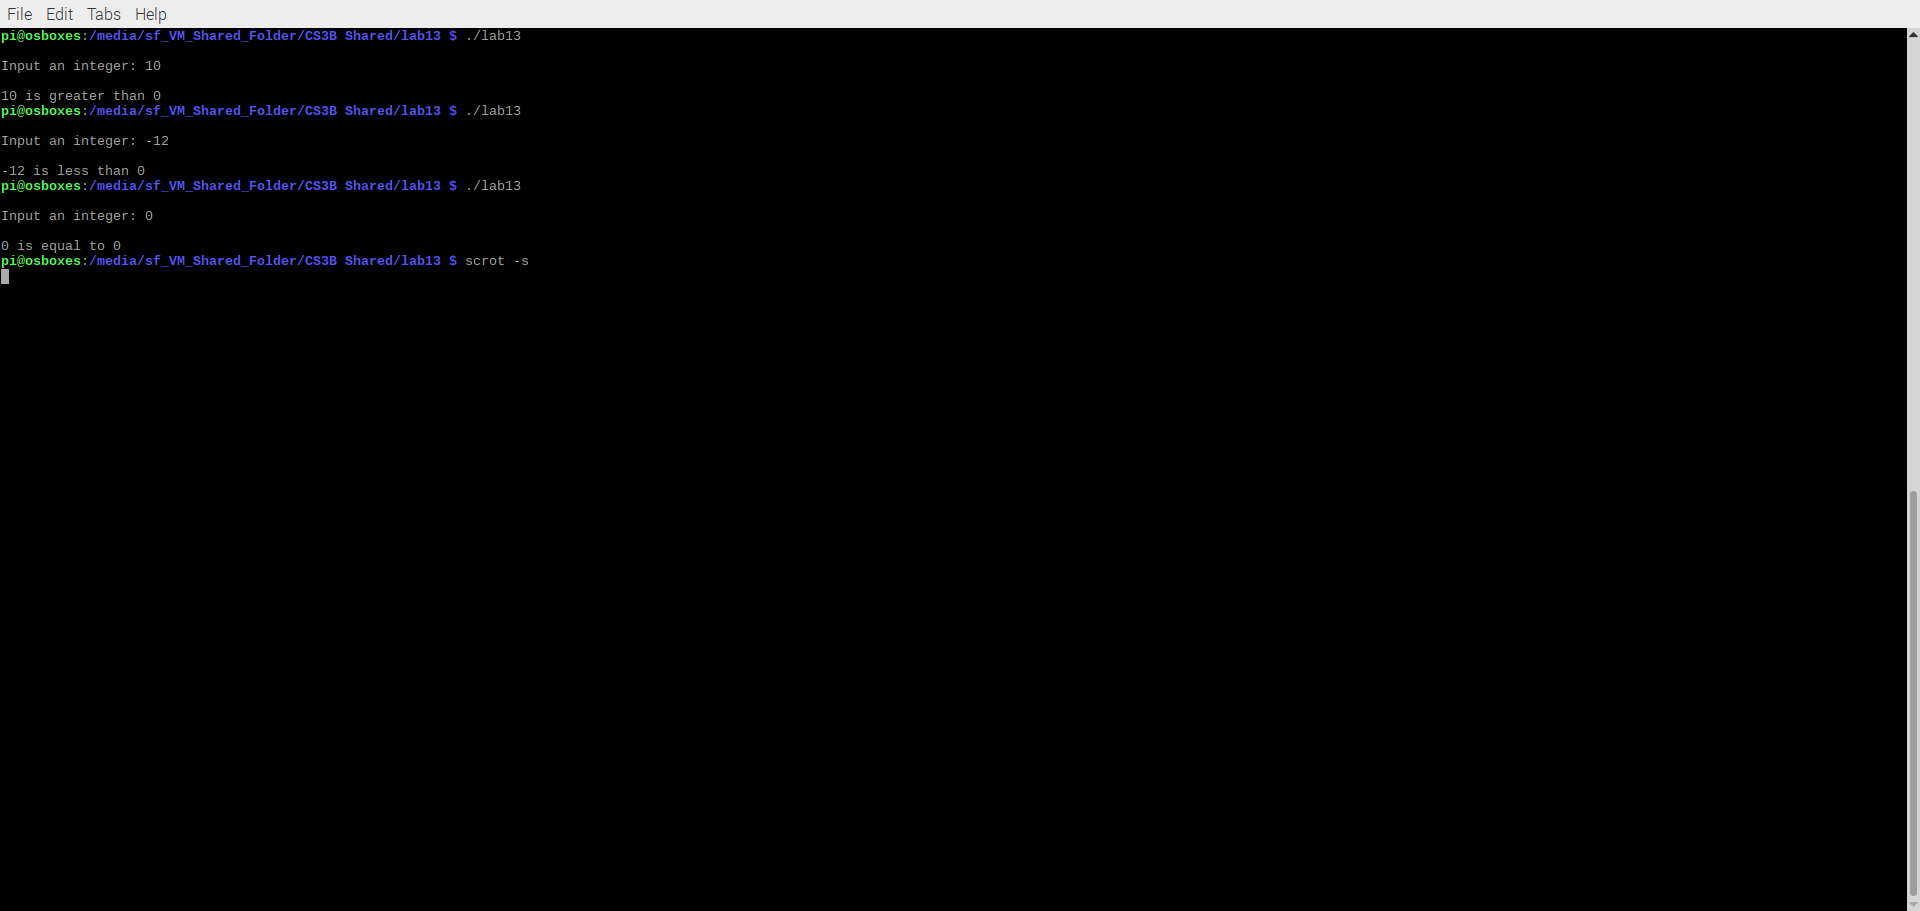 File Edit Tabs Help
pi@osboxes:/media/sf_VM_Shared_Folder/CS3B Shared/lab13 $ ./lab13
Input an integer: 10
10 is greater than 0
pi@osboxes:/media/sf_VM_Shared_Folder/CS3B Shared/lab13 $ ./lab13
Input an integer: -12
-12 is less than 0
pi@osboxes:/media/sf_VM_Shared_Folder/CS3B Shared/lab13 $ ./lab13
Input an integer: 0
0 is equal to 0
pi@osboxes:/media/sf_VM_Shared_Folder/CS3B Shared/lab13 $ scrot -s